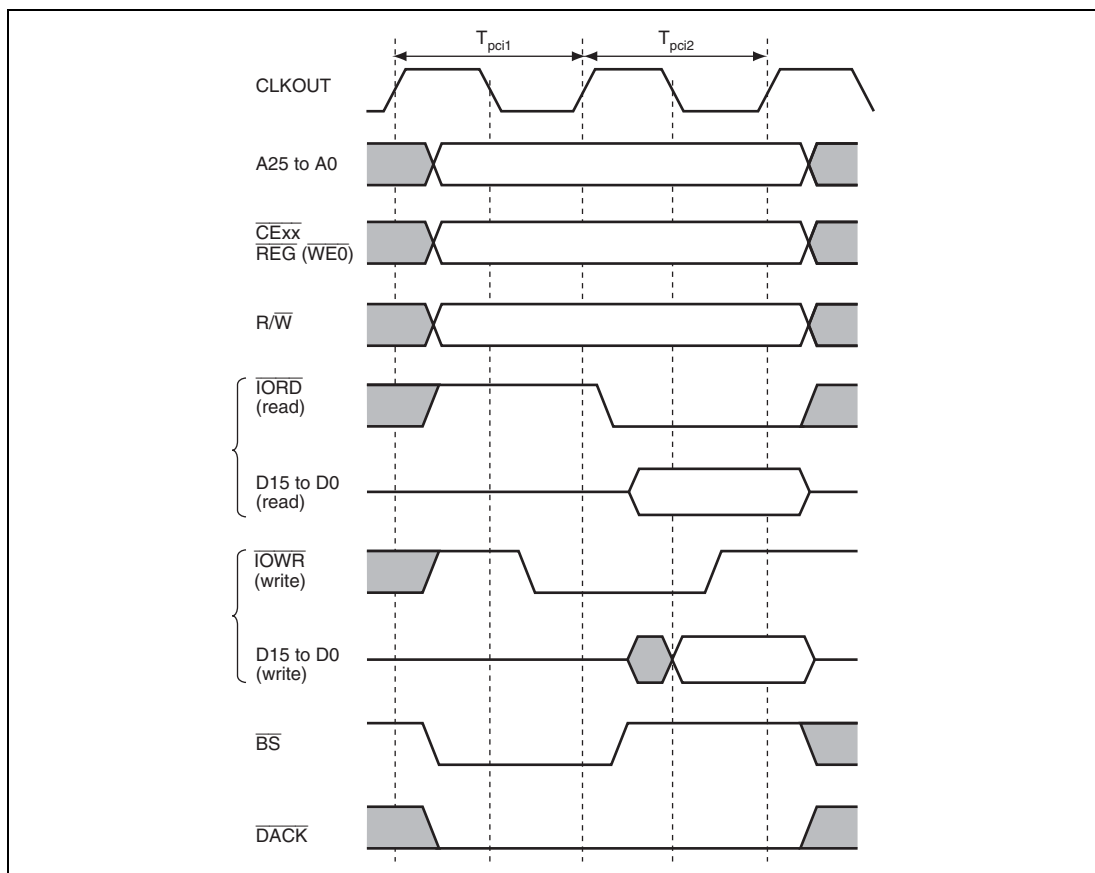 Tpci1 Tpci2
CLKOUT
A25 to A0
CExx
REG (WE0)
R/W
IORD
(read)
D15 to D0
(read)
IOWR
(write)
D15 to D0
(write)
BS
DACK